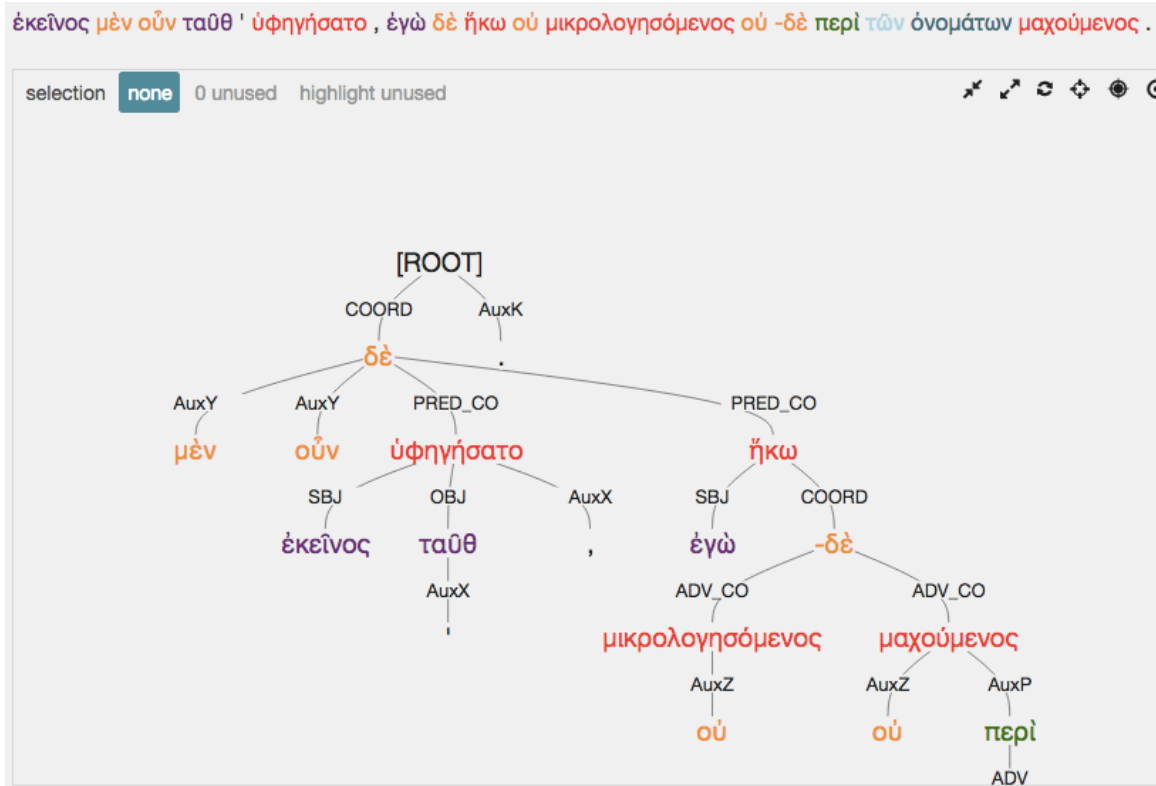 ἐκεῖνος μὲν οὖν ταῦθ ' ὑφηγήσατο , ἐγὼ δὲ ἥκω οὐ μικρολογησόμενος οὐ -δὲ περὶ τῶν ὀνομάτων μαχούμενος .
selection none 0 unused highlight unused
[ROOT]
COORD AuxK
δὲ .
AuxY AuxY PRED_CO PRED_CO
μὲν οὖν ὑφηγήσατο ἥκω
SBJ OBJ AuxX SBJ COORD
ἐκεῖνος ταῦθ , ἐγὼ -δὲ
AuxX ADV_CO ADV_CO
' μικρολογησόμενος μαχούμενος
AuxZ AuxZ AuxP
οὐ οὐ περὶ
ADV